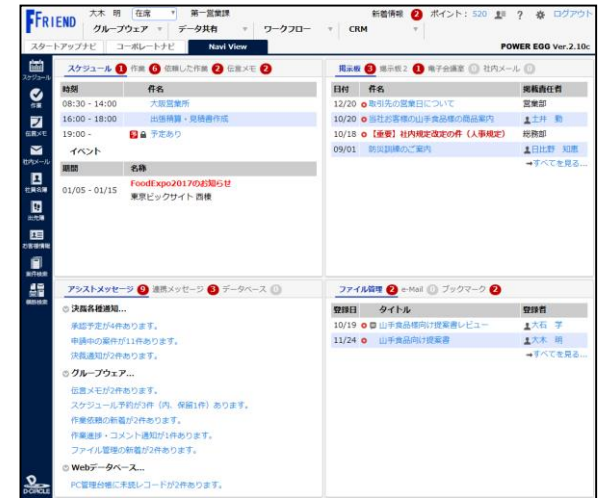 FRIEND
大木 明 在席 第一営業課 新着情報 2 ポイント：520 ? ログアウト
グループウェア データ共有 ワークフロー CRM
スタートアップナビ コーポレートナビ Navi View POWER EGG Ver.2.10c
スケジュール
作業
伝言メモ
社内メール
社員名簿
出先簿
お客様情報
案件検索
横断検索
D-CIRCLE
スケジュール 1 作業 6 依頼した作業 2 伝言メモ 2
時刻 件名
08:30 - 14:00 大阪営業所
16:00 - 18:00 出張積算・見積書作成
19:00 - 予定あり
イベント
期間 名称
01/05 - 01/15 FoodExpo2017のお知らせ
東京ビックサイト 西棟
掲示板 3 掲示板2 1 電子会議室 0 社内メール 0
日付 件名 掲載責任者
12/20 取引先の営業日について 営業部
10/20 当社お客様の山手食品様の商品案内 土井 勤
10/18 【重要】社内規定改定の件（人事規定） 総務部
09/01 防災訓練のご案内 日比野 知恵
→すべてを見る...
アシストメッセージ 9 連携メッセージ 3 データベース 0
決裁各種通知...
承認予定が4件あります。
申請中の案件が11件あります。
決裁通知が2件あります。
グループウェア...
伝言メモが2件あります。
スケジュール予約が3件（内、保留1件）あります。
作業依頼の新着が2件あります。
作業進捗・コメント通知が1件あります。
ファイル管理の新着が2件あります。
Webデータベース...
PC管理台帳に未読レコードが2件あります。
ファイル管理 2 e-Mail 0 ブックマーク 2
登録日 タイトル 登録者
10/19 山手食品様向け提案書レビュー 大石 学
11/24 山手食品向け提案書 大木 明
→すべてを見る...